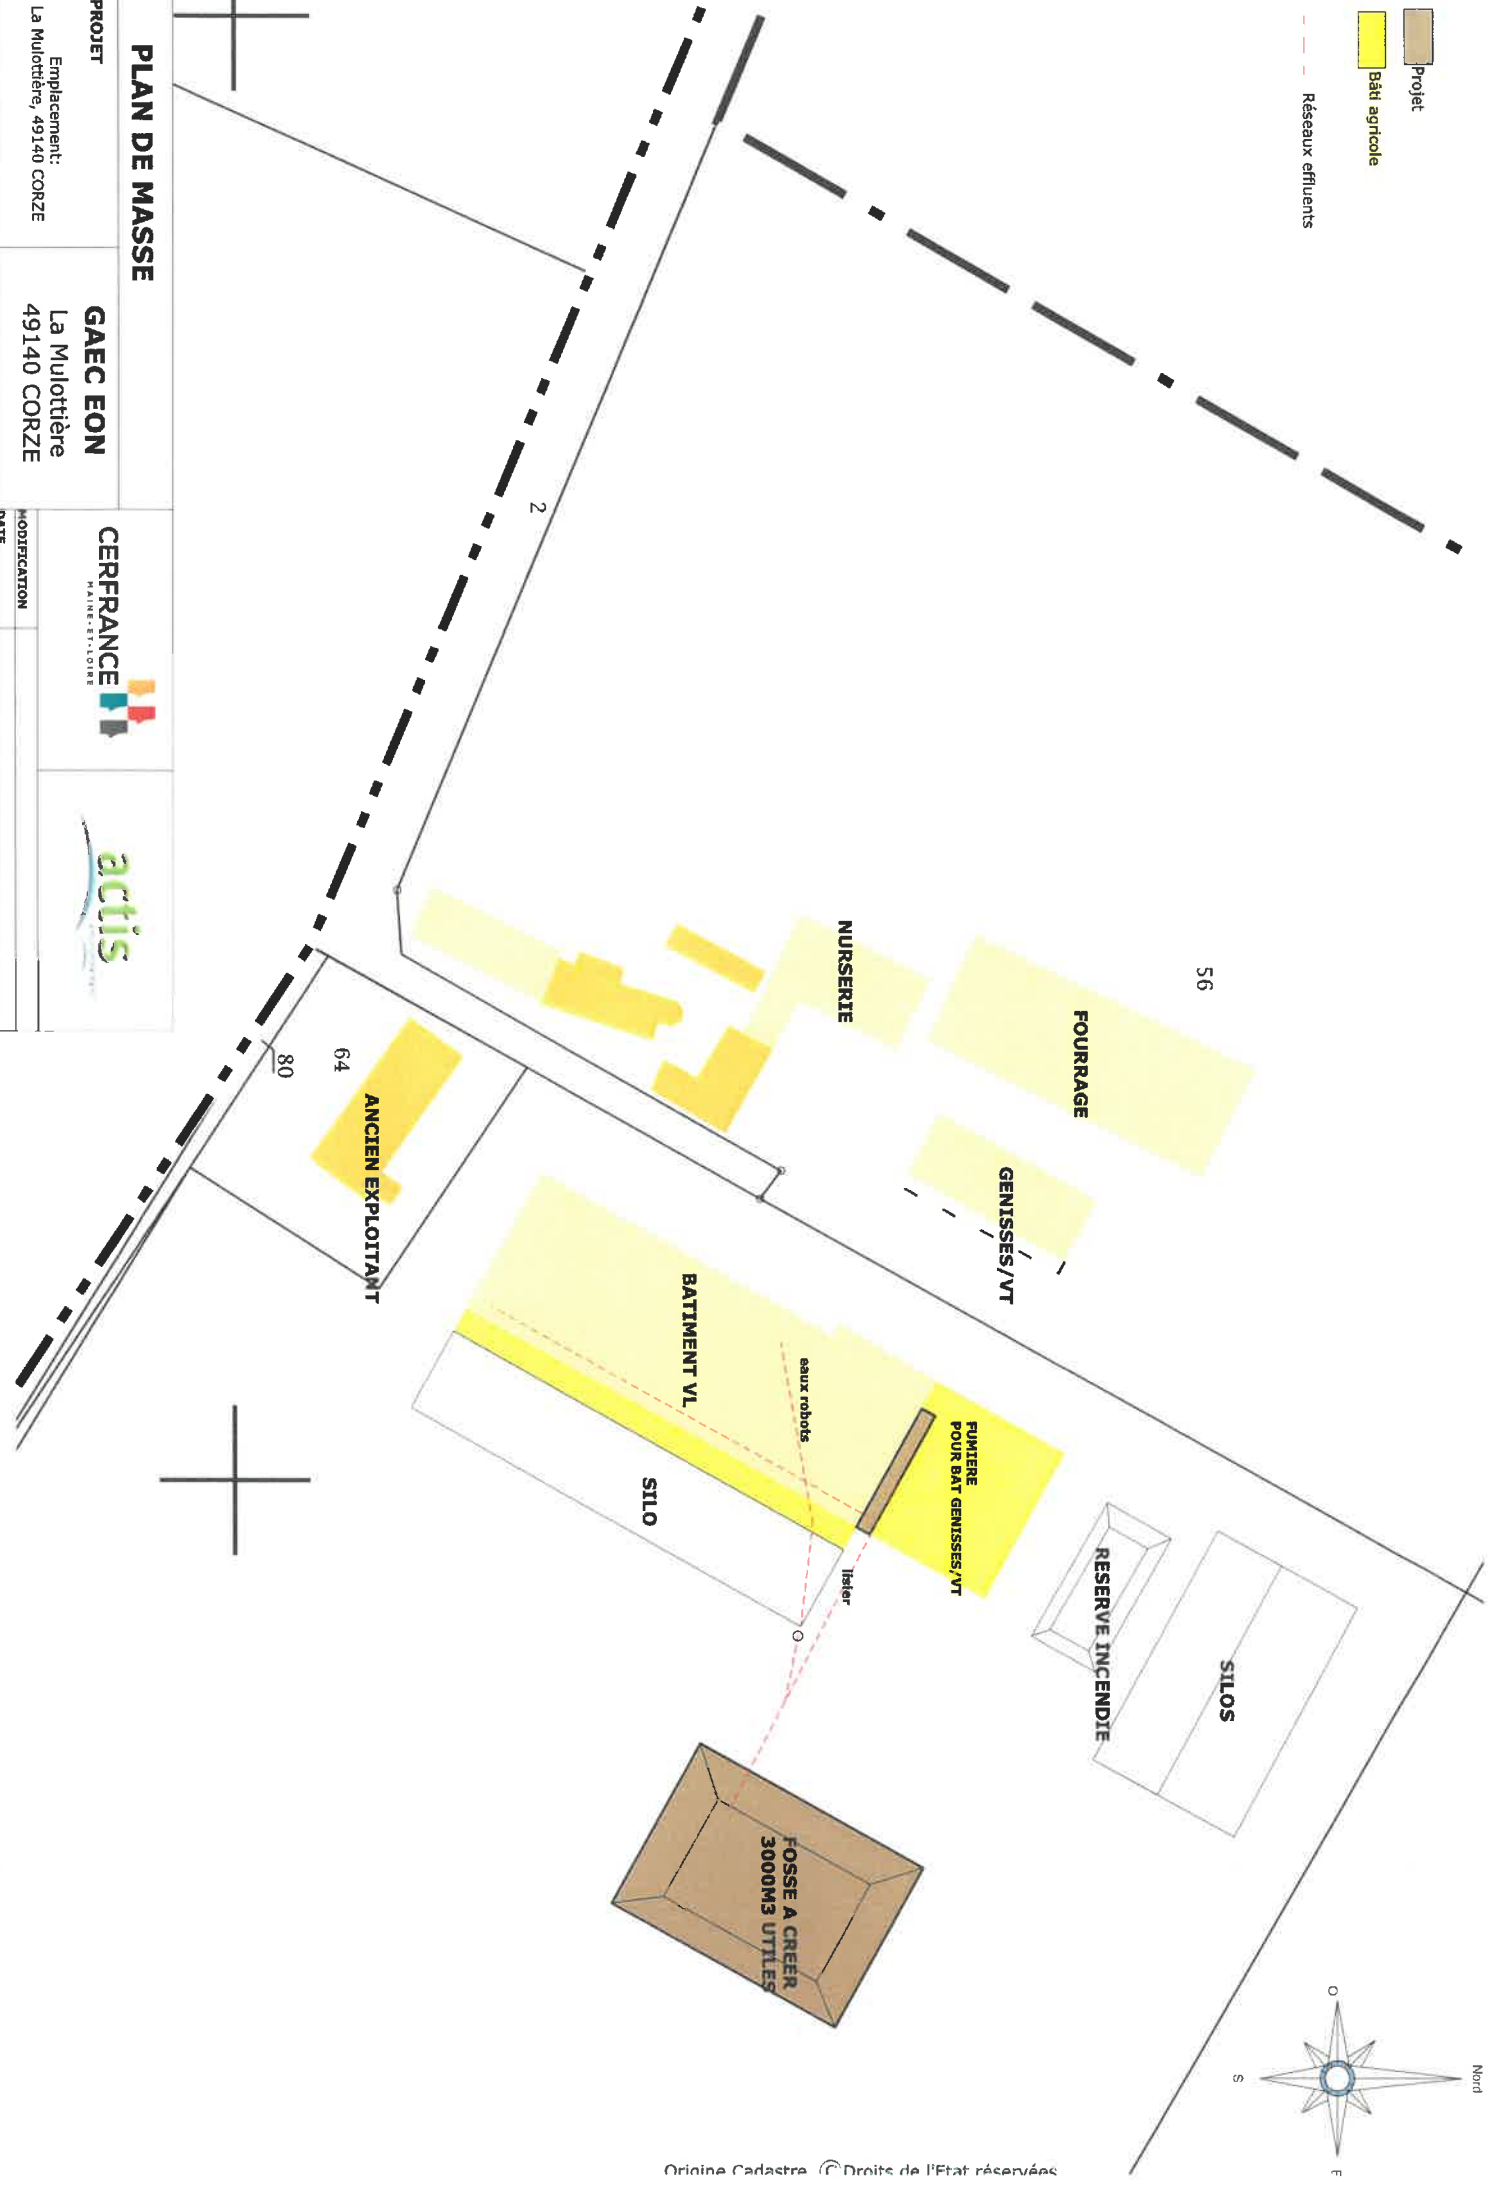 Projet
Bâti agricole
Réseaux effluents
Nord
O
S
56
FOURRAGE
NURSERIE
GENISSES/VT
SILOS
RESERVE INCENDIE
FUMIERE
POUR BAT GENISSES/VT
eaux robots
lisier
BATIMENT VL
SILO
FOSSE A CREER
3000M3 UTILES
2
ANCIEN EXPLOITANT
64
80
PLAN DE MASSE
PROJET
Emplacement:
La Mulottière, 49140 CORZE
GAEC EON
La Mulottière
49140 CORZE
CERFRANCE
MAINE-ET-LOIRE
actis
MODIFICATION
DATE
Origine Cadastre © Droits de l'Etat réservées